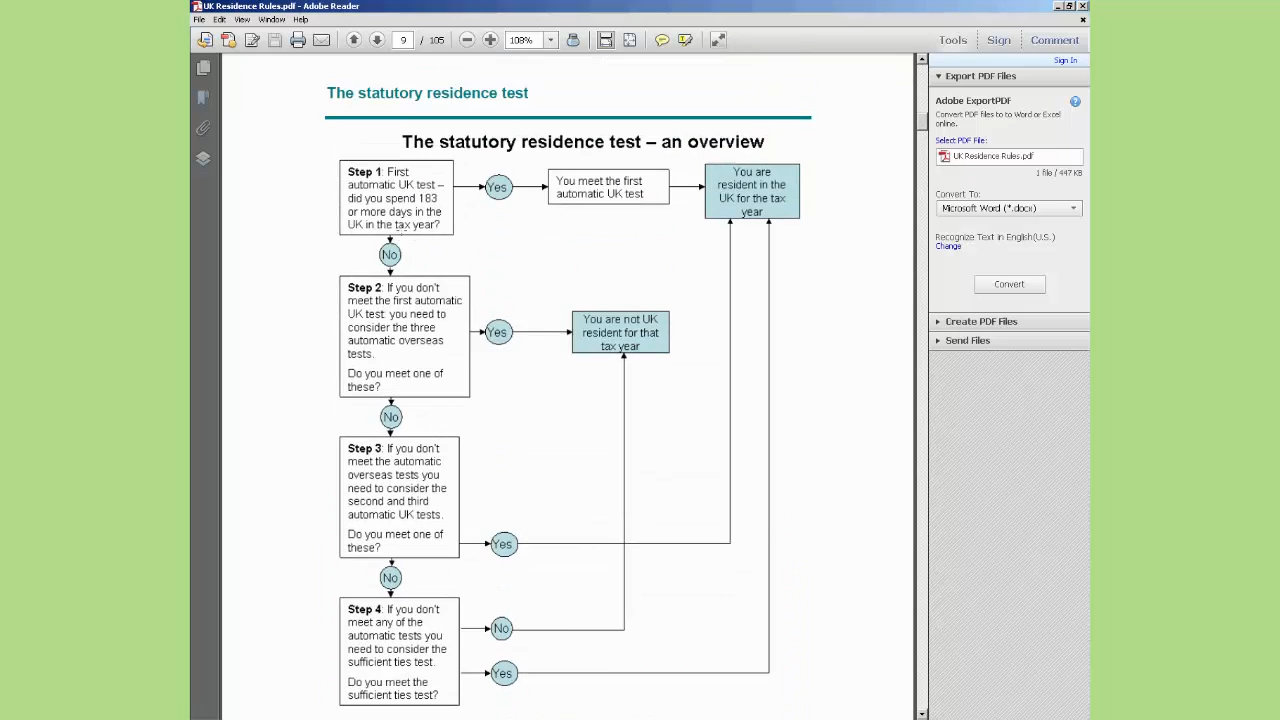 UK Residence Rules.pdf - Adobe Reader
File Edit View Window Help
9 / 105 108% Tools Sign Comment
Sign In
Export PDF Files
Adobe ExportPDF
Convert PDF files to to Word or Excel
online.
Select PDF File:
UK Residence Rules.pdf
1 file / 447 KB
Convert To:
Microsoft Word (*.docx)
Recognize Text in English(U.S.)
Change
Convert
Create PDF Files
Send Files
The statutory residence test
The statutory residence test – an overview
Step 1: First
automatic UK test –
did you spend 183
or more days in the
UK in the tax year?
Yes
You meet the first
automatic UK test
You are
resident in the
UK for the tax
year
No
Step 2: If you don't
meet the first automatic
UK test: you need to
consider the three
automatic overseas
tests.
Do you meet one of
these?
Yes
You are not UK
resident for that
tax year
No
Step 3: If you don't
meet the automatic
overseas tests you
need to consider the
second and third
automatic UK tests.
Do you meet one of
these?
Yes
No
Step 4: If you don't
meet any of the
automatic tests you
need to consider the
sufficient ties test.
Do you meet the
sufficient ties test?
No
Yes